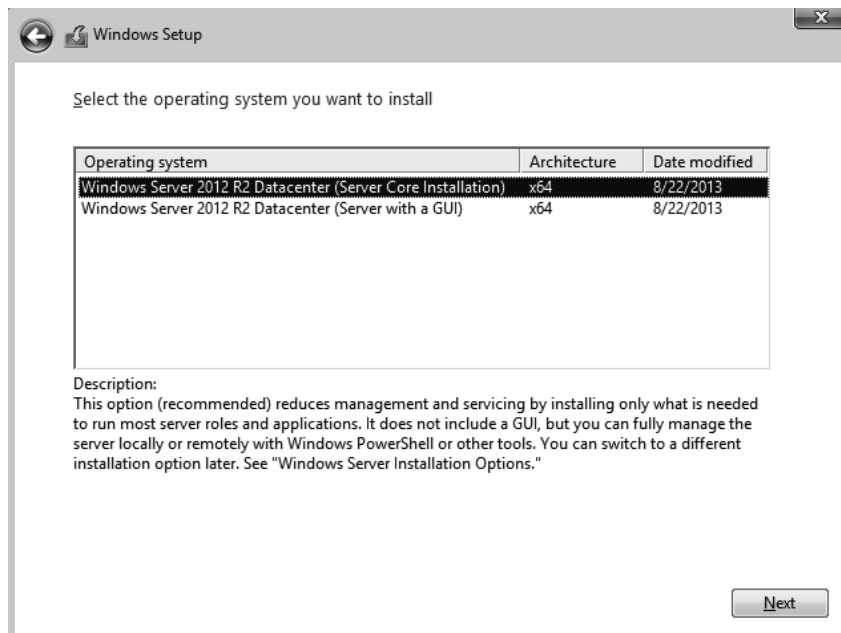 Windows Setup
Select the operating system you want to install
Operating system Architecture Date modified
Windows Server 2012 R2 Datacenter (Server Core Installation) x64 8/22/2013
Windows Server 2012 R2 Datacenter (Server with a GUI) x64 8/22/2013
Description:
This option (recommended) reduces management and servicing by installing only what is needed
to run most server roles and applications. It does not include a GUI, but you can fully manage the
server locally or remotely with Windows PowerShell or other tools. You can switch to a different
installation option later. See "Windows Server Installation Options."
Next